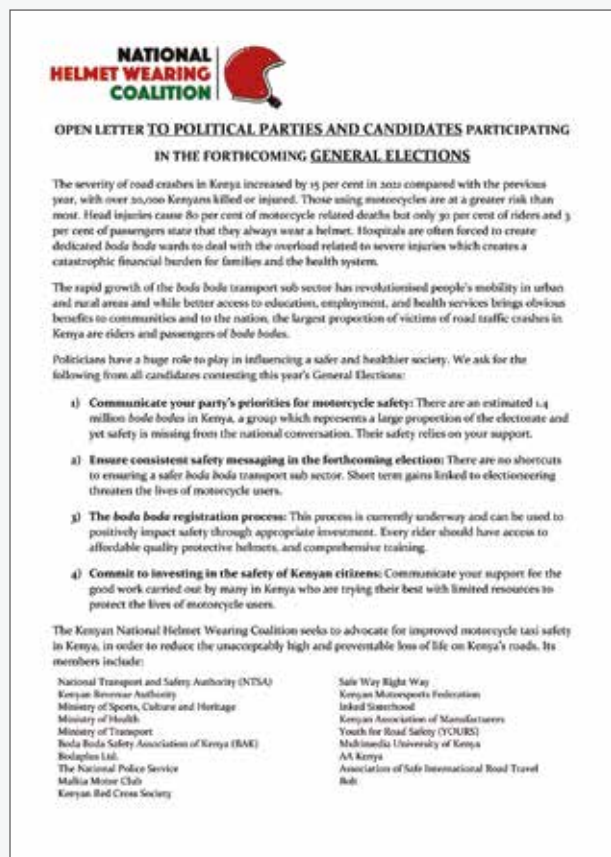 NATIONAL
HELMET WEARING
COALITION
OPEN LETTER TO POLITICAL PARTIES AND CANDIDATES PARTICIPATING
IN THE FORTHCOMING GENERAL ELECTIONS
The severity of road crashes in Kenya increased by 15 per cent in 2021 compared with the previous
year, with over 20,000 Kenyans killed or injured. Those using motorcycles are at a greater risk than
most. Head injuries cause 80 per cent of motorcycle related deaths but only 30 per cent of riders and 3
per cent of passengers state that they always wear a helmet. Hospitals are often forced to create
dedicated boda boda wards to deal with the overload related to severe injuries which creates a
catastrophic financial burden for families and the health system.
The rapid growth of the boda boda transport sub sector has revolutionised people's mobility in urban
and rural areas and while better access to education, employment, and health services brings obvious
benefits to communities and to the nation, the largest proportion of victims of road traffic crashes in
Kenya are riders and passengers of boda bodas.
Politicians have a huge role to play in influencing a safer and healthier society. We ask for the
following from all candidates contesting this year's General Elections:
1) Communicate your party's priorities for motorcycle safety: There are an estimated 1.4
million boda bodas in Kenya, a group which represents a large proportion of the electorate and
yet safety is missing from the national conversation. Their safety relies on your support.
2) Ensure consistent safety messaging in the forthcoming election: There are no shortcuts
to ensuring a safer boda boda transport sub sector. Short term gains linked to electioneering
threaten the lives of motorcycle users.
3) The boda boda registration process: This process is currently underway and can be used to
positively impact safety through appropriate investment. Every rider should have access to
affordable quality protective helmets, and comprehensive training.
4) Commit to investing in the safety of Kenyan citizens: Communicate your support for the
good work carried out by many in Kenya who are trying their best with limited resources to
protect the lives of motorcycle users.
The Kenyan National Helmet Wearing Coalition seeks to advocate for improved motorcycle taxi safety
in Kenya, in order to reduce the unacceptably high and preventable loss of life on Kenya's roads. Its
members include:
National Transport and Safety Authority (NTSA)
Kenyan Revenue Authority
Ministry of Sports, Culture and Heritage
Ministry of Health
Ministry of Transport
Boda Boda Safety Association of Kenya (BAK)
Bodaplus Ltd.
The National Police Service
Malkia Motor Club
Kenyan Red Cross Society
Safe Way Right Way
Kenyan Motorsports Federation
Inked Sisterhood
Kenyan Association of Manufacturers
Youth for Road Safety (YOURS)
Multimedia University of Kenya
AA Kenya
Association of Safe International Road Travel
Bolt